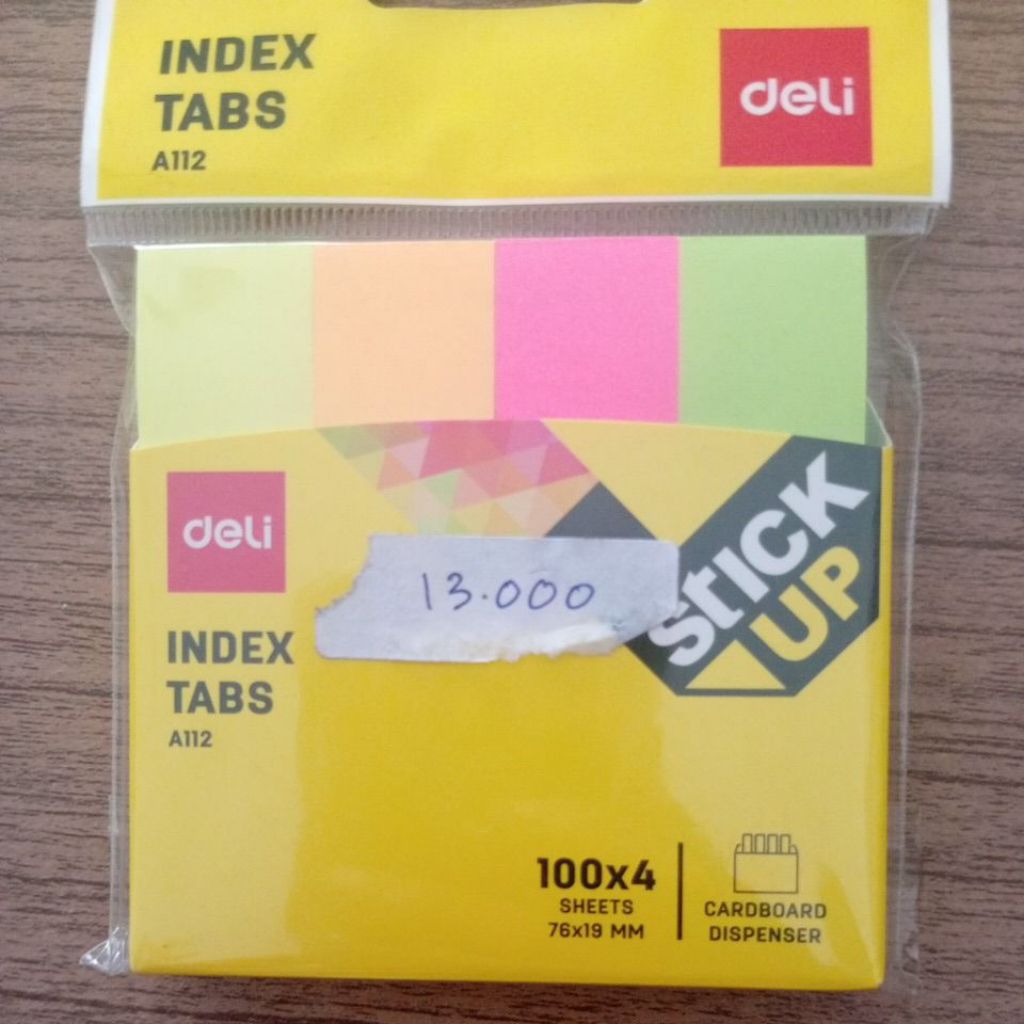 INDEX
TABS
A112
deli
deli
INDEX
TABS
A112
13.000
STICK
UP
100x4
SHEETS
76x19 MM
CARDBOARD
DISPENSER